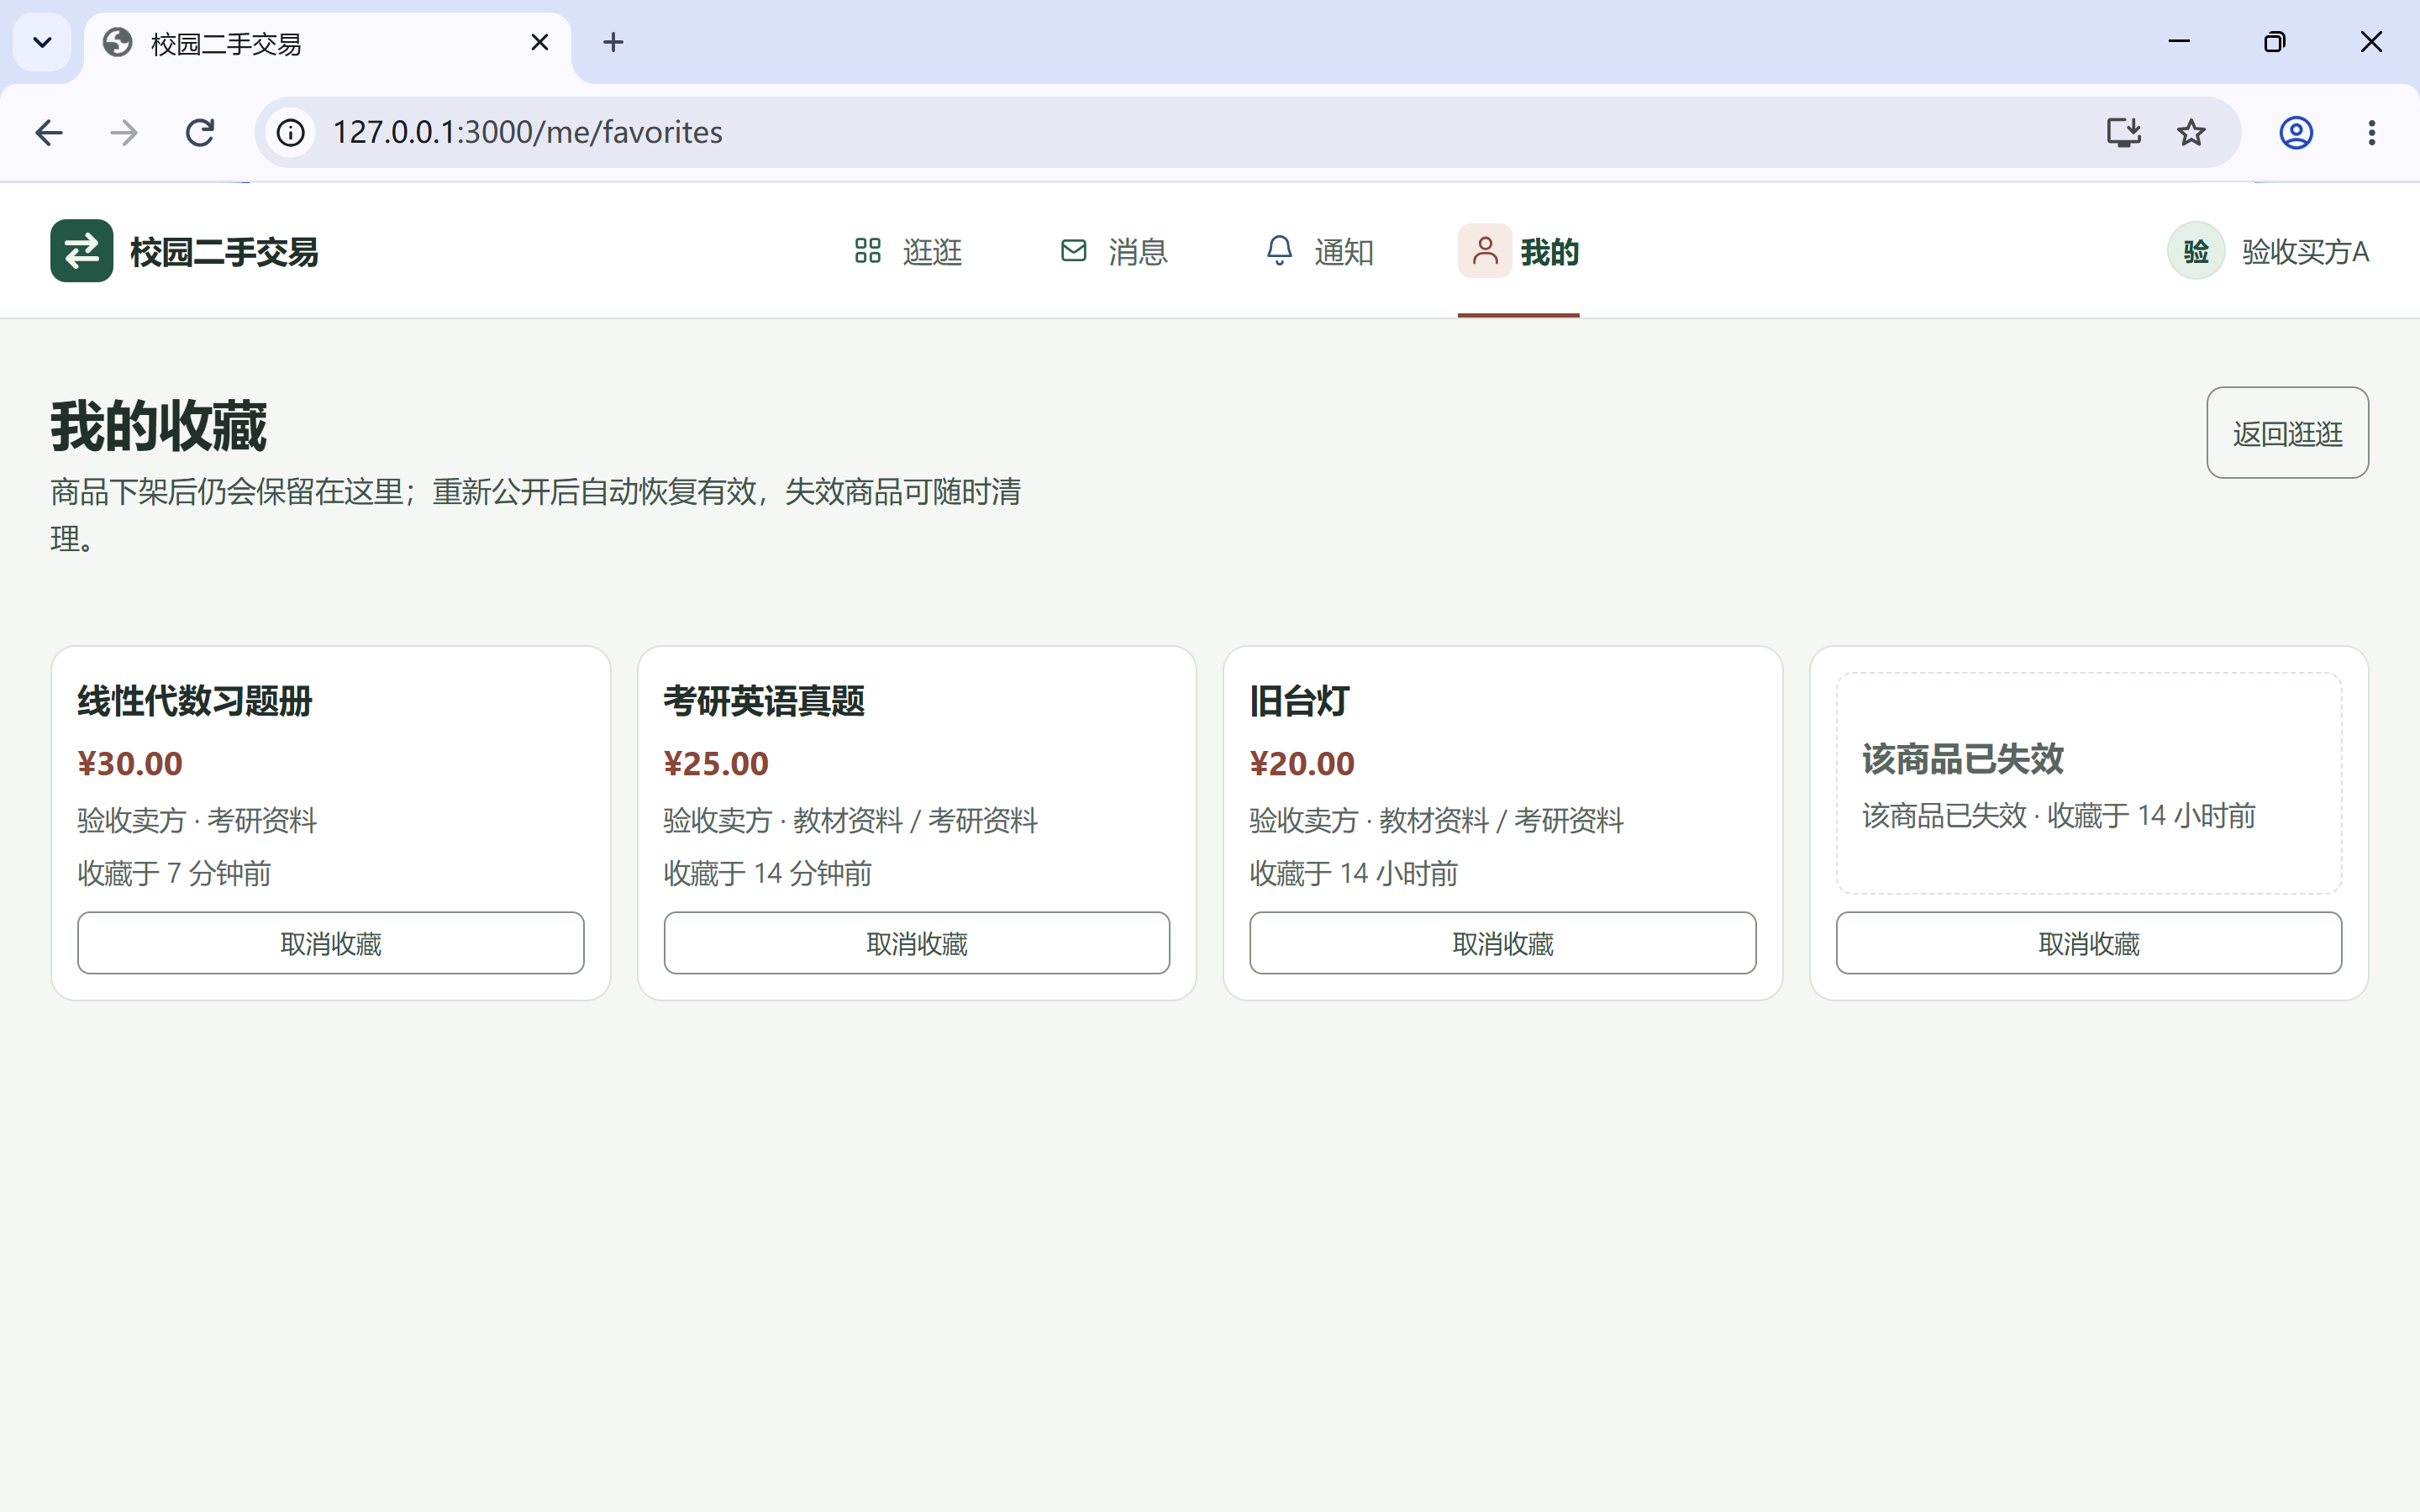 校园二手交易
127.0.0.1:3000/me/favorites
校园二手交易
逛逛
消息
通知
我的
验
验收买方A
我的收藏
返回逛逛
商品下架后仍会保留在这里；重新公开后自动恢复有效，失效商品可随时清
理。
线性代数习题册
¥30.00
验收卖方 · 考研资料
收藏于 7 分钟前
取消收藏
考研英语真题
¥25.00
验收卖方 · 教材资料 / 考研资料
收藏于 14 分钟前
取消收藏
旧台灯
¥20.00
验收卖方 · 教材资料 / 考研资料
收藏于 14 小时前
取消收藏
该商品已失效
该商品已失效 · 收藏于 14 小时前
取消收藏